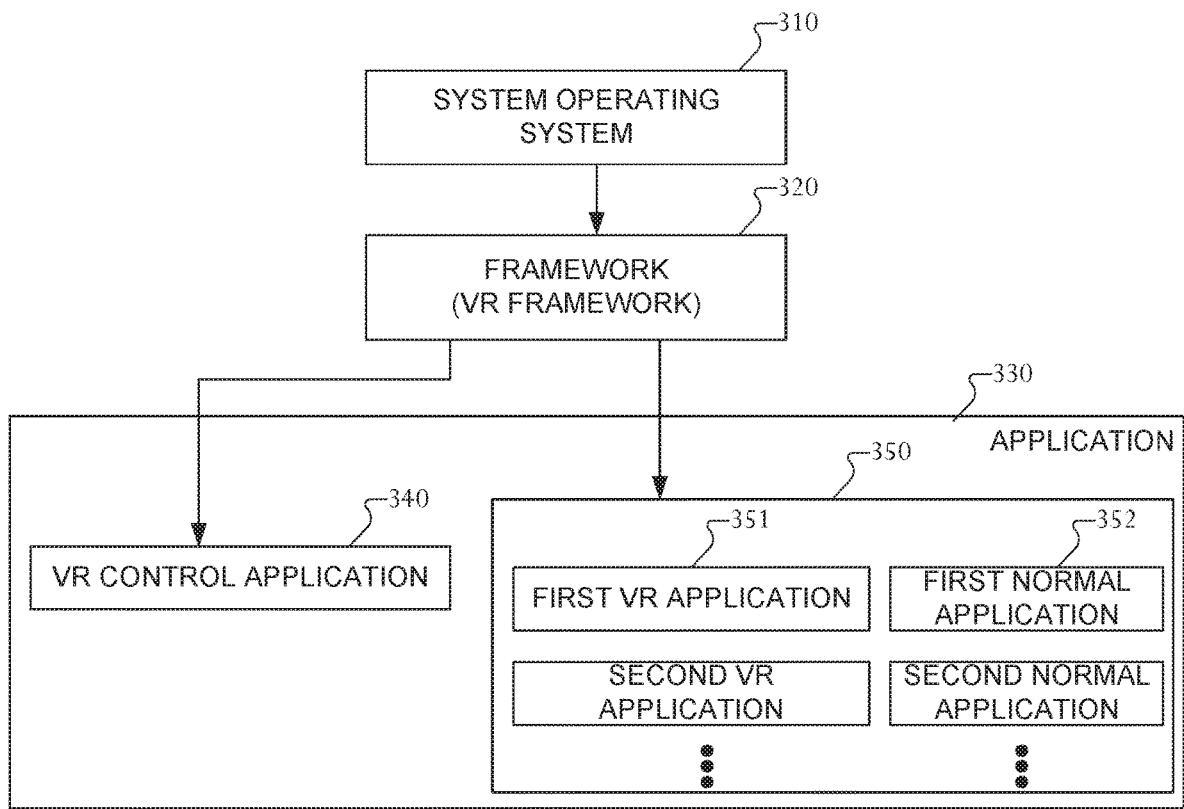 310
SYSTEM OPERATING
SYSTEM
320
FRAMEWORK
(VR FRAMEWORK)
330
APPLICATION
350
340
VR CONTROL APPLICATION
351
352
FIRST VR APPLICATION
FIRST NORMAL
APPLICATION
SECOND VR
APPLICATION
SECOND NORMAL
APPLICATION